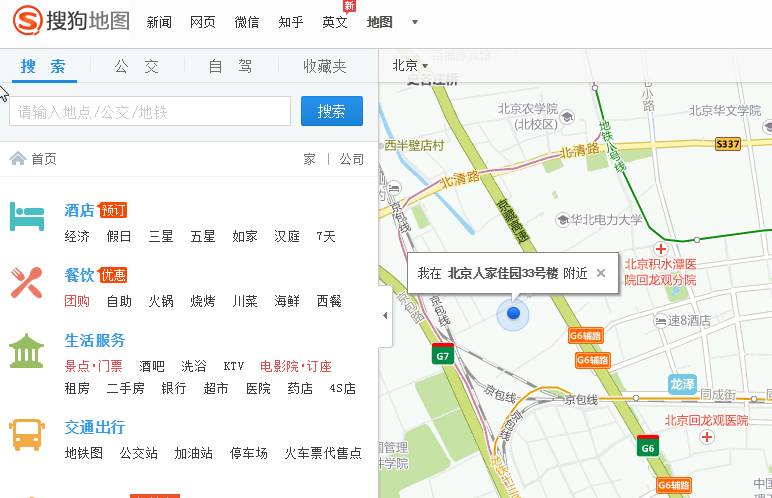 搜狗地图
新闻 网页 微信 知乎 英文 新 地图
搜 索 公 交 自 驾 收藏夹
请输入地点/公交/地铁 搜索
首页 家 | 公司
酒店 预订
经济 假日 三星 五星 如家 汉庭 7天
餐饮 优惠
团购 自助 火锅 烧烤 川菜 海鲜 西餐
生活服务
景点·门票 酒吧 洗浴 KTV 电影院·订座
租房 二手房 银行 超市 医院 药店 4S店
交通出行
地铁图 公交站 加油站 停车场 火车票代售点
北京
北京农学院
(北校区)
北京华文学院
地铁八号线
S337
西半壁店村
北清路
北清路
京包线
京藏高速
华北电力大学
北京积水潭医
院回龙观分院
我在 北京人家佳园33号楼 附近
京包路
京包线
速8酒店
G6辅路
G7
G6辅路
龙泽
同成街
京包线
京包线
京包线
北京回龙观医院
G6
G6辅路